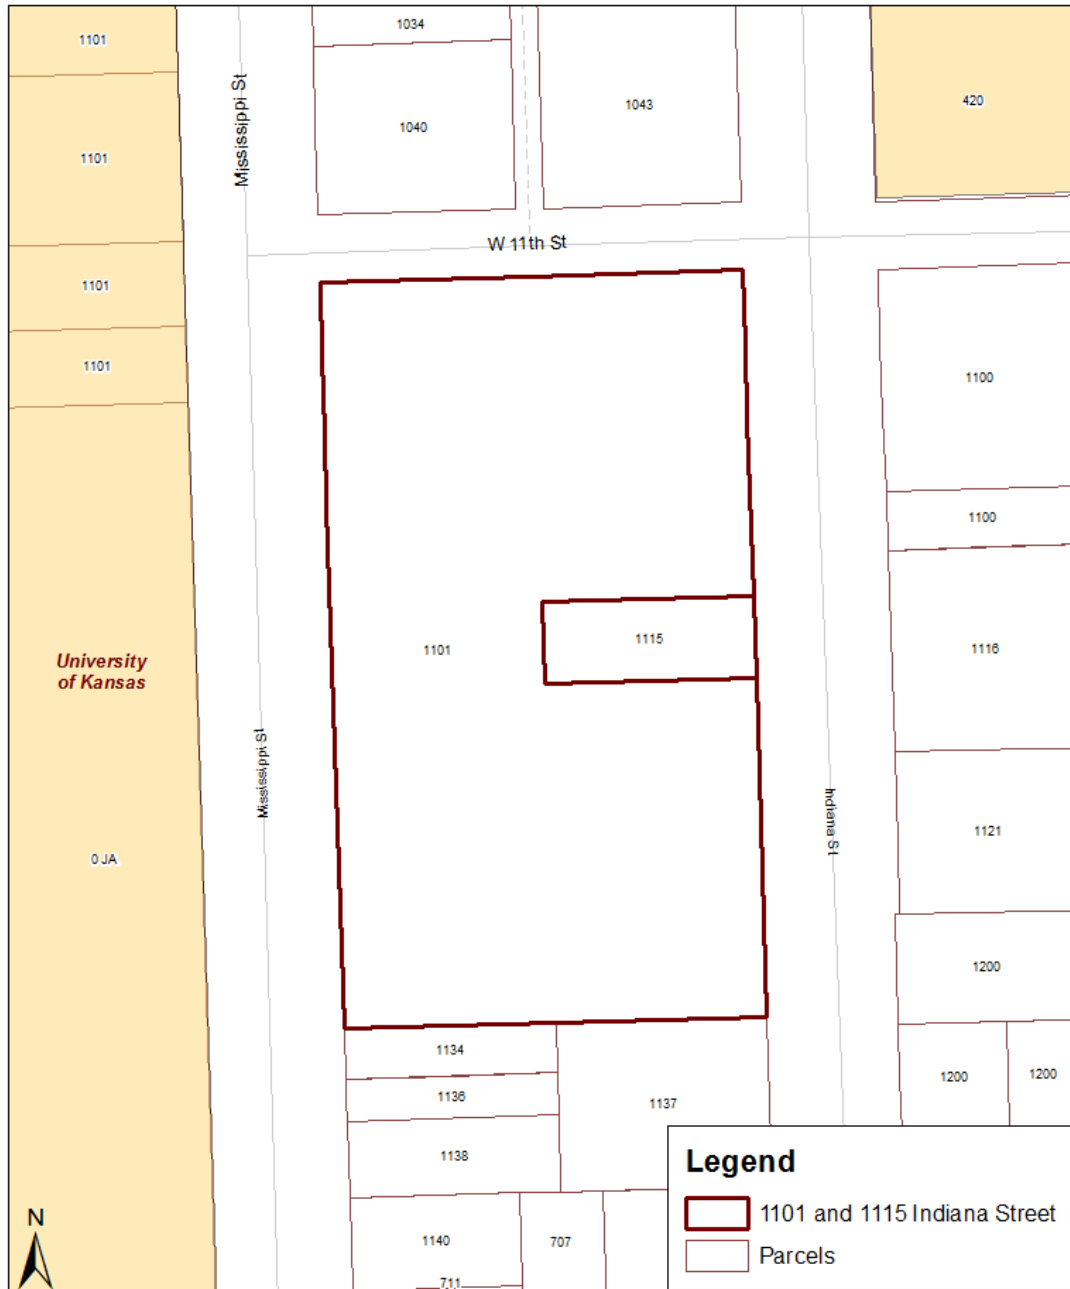 1101
1034
Mississippi St
1043
420
1040
1101
W 11th St
1101
1101
1100
1100
1115
1101
1116
University
of Kansas
Mississippi St
Indiana St
1121
0 JA
1200
1134
1200
1200
1136
1137
1138
Legend
1101 and 1115 Indiana Street
Parcels
N
1140
707
711